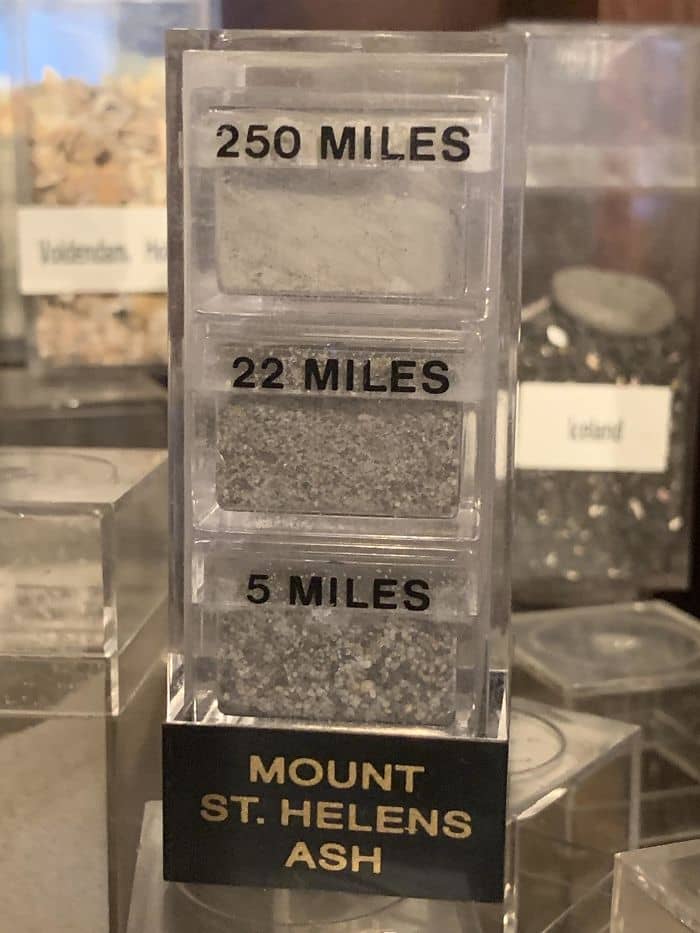 250 MILES
22 MILES
5 MILES
MOUNT
ST. HELENS
ASH
Iceland